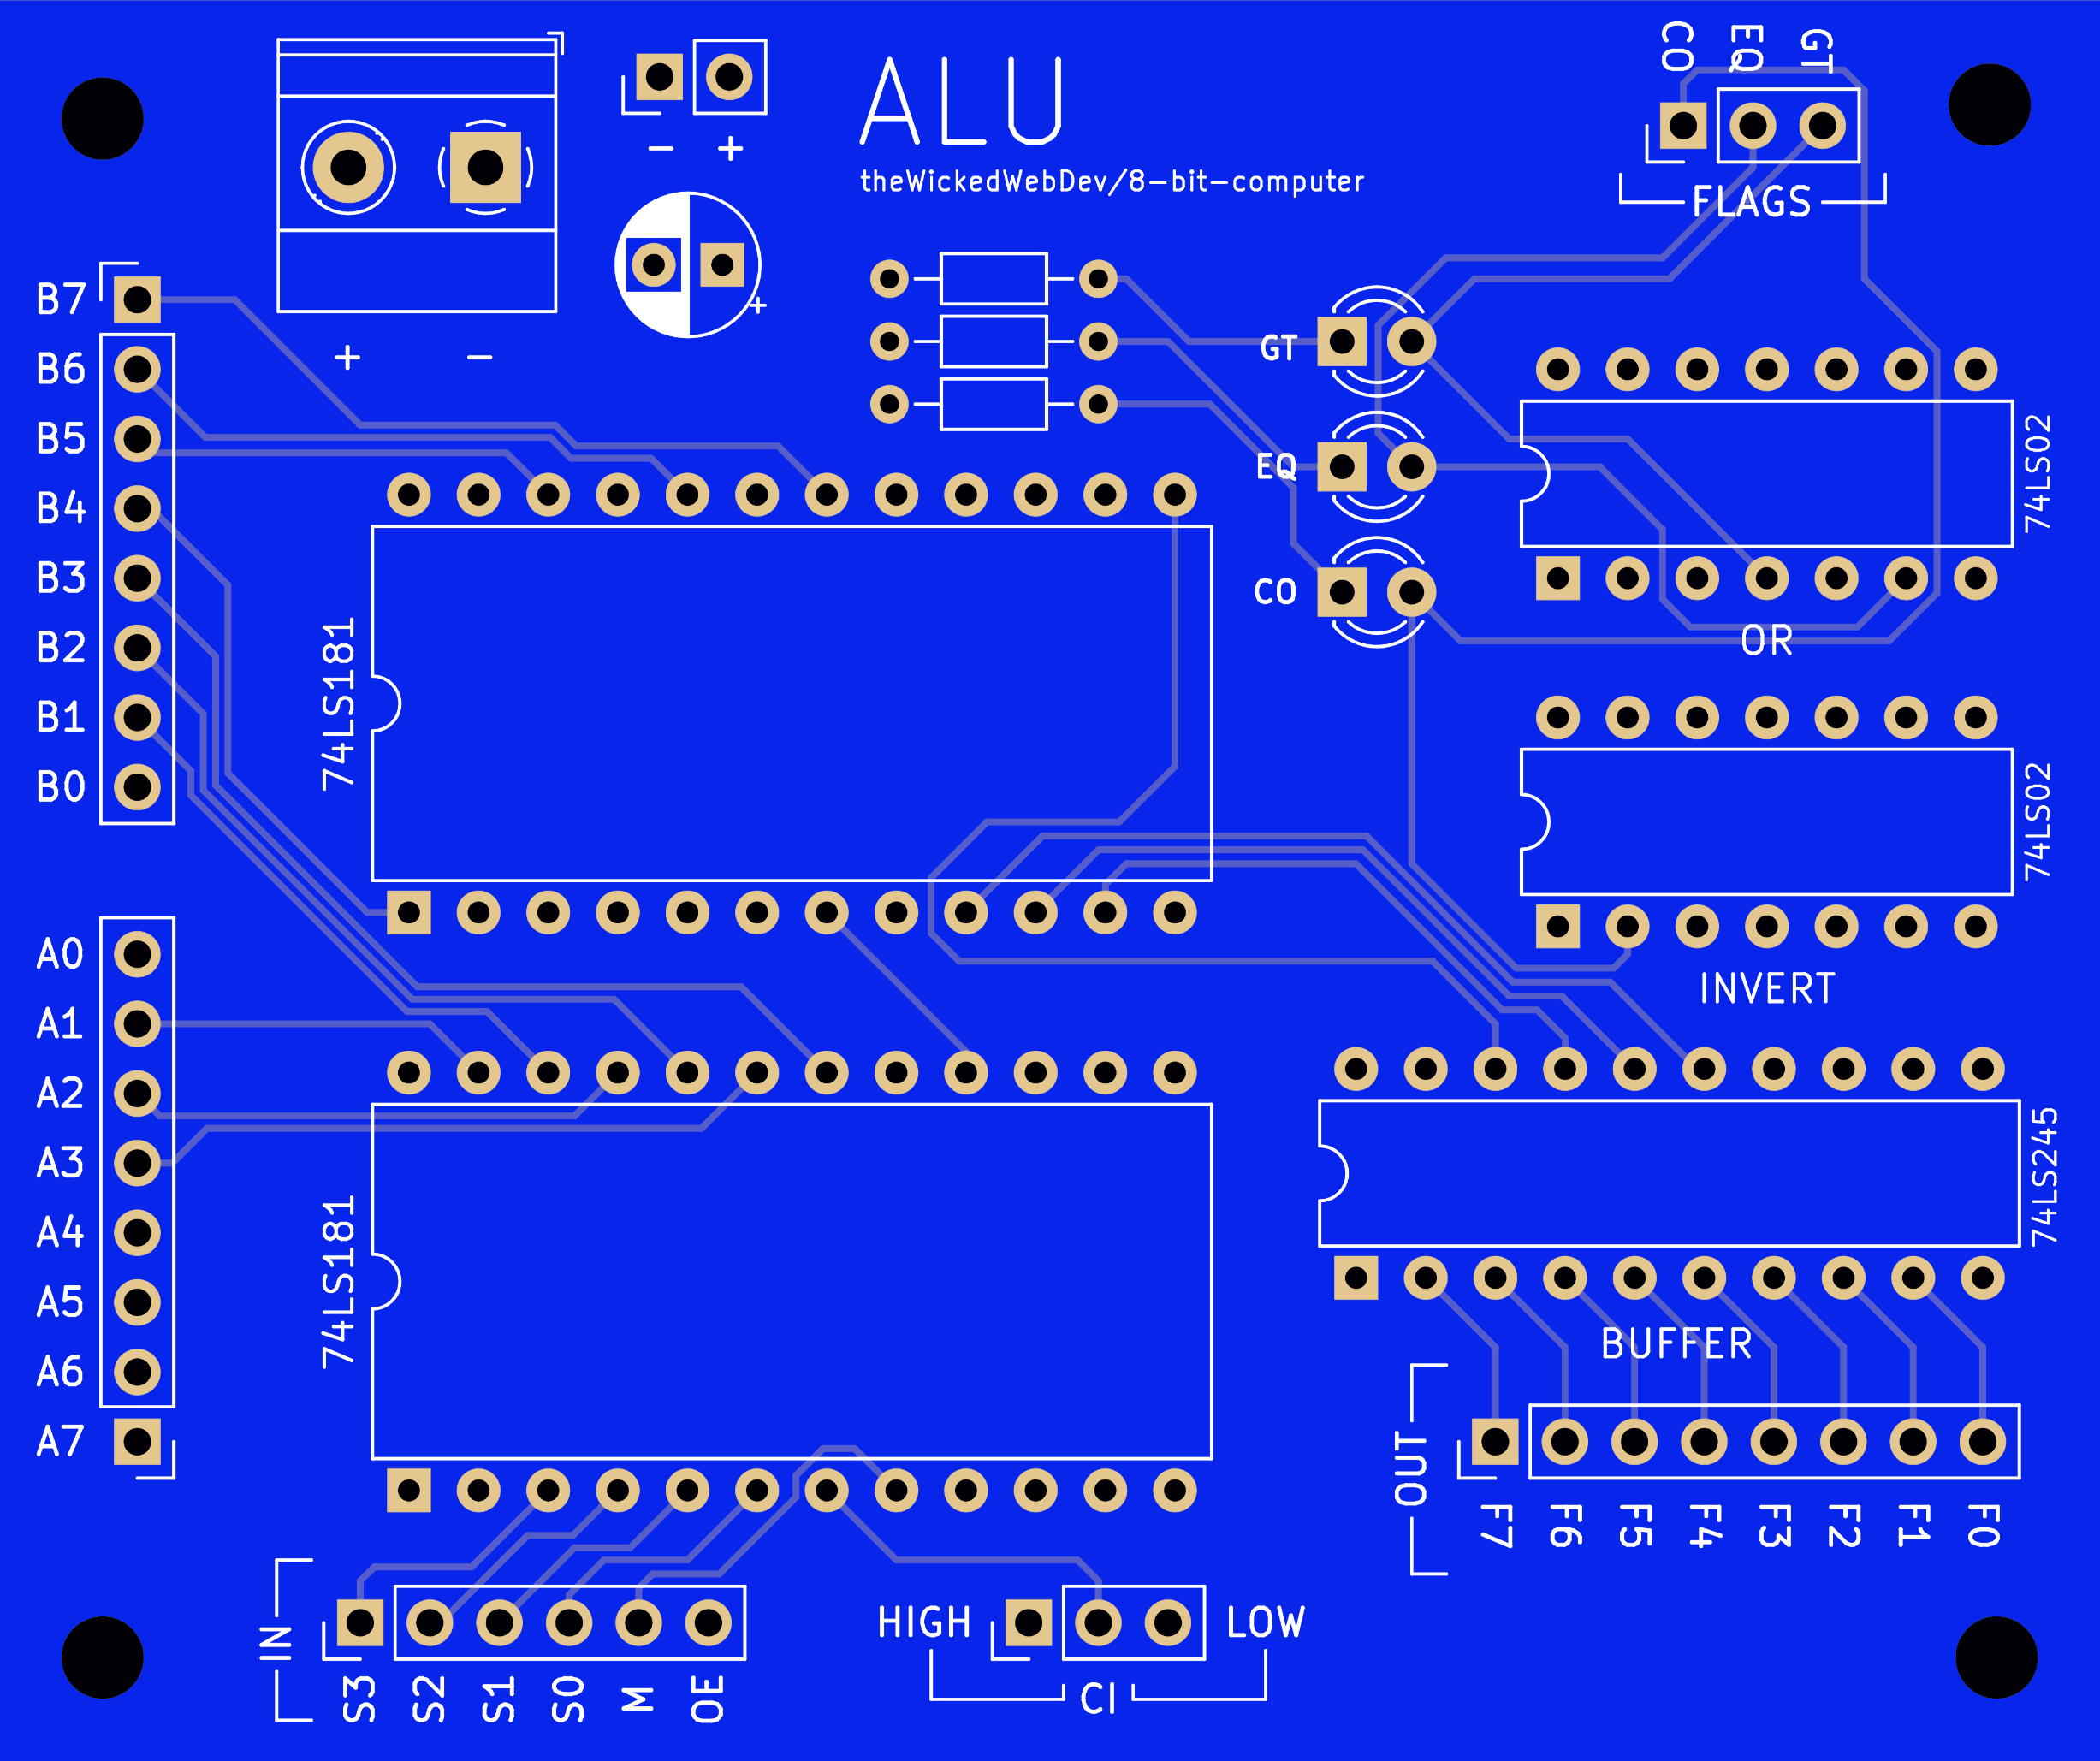 CO EQ GT
ALU
theWickedWebDev/8-bit-computer
- +
FLAGS
+ -
+
B7
B6
B5
B4
B3
B2
B1
B0
GT
EQ
CO
74LS02
OR
74LS181
74LS02
INVERT
A0
A1
A2
A3
A4
A5
A6
A7
74LS181
74LS245
BUFFER
OUT
F7 F6 F5 F4 F3 F2 F1 F0
IN
S3 S2 S1 S0 M OE
HIGH LOW
CI